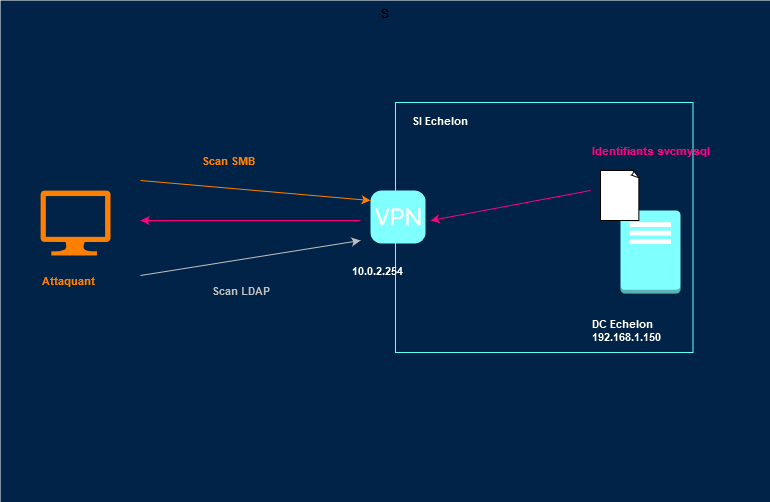 S
SI Echelon
Identifiants svcmysql
Scan SMB
VPN
Attaquant
10.0.2.254
Scan LDAP
DC Echelon
192.168.1.150